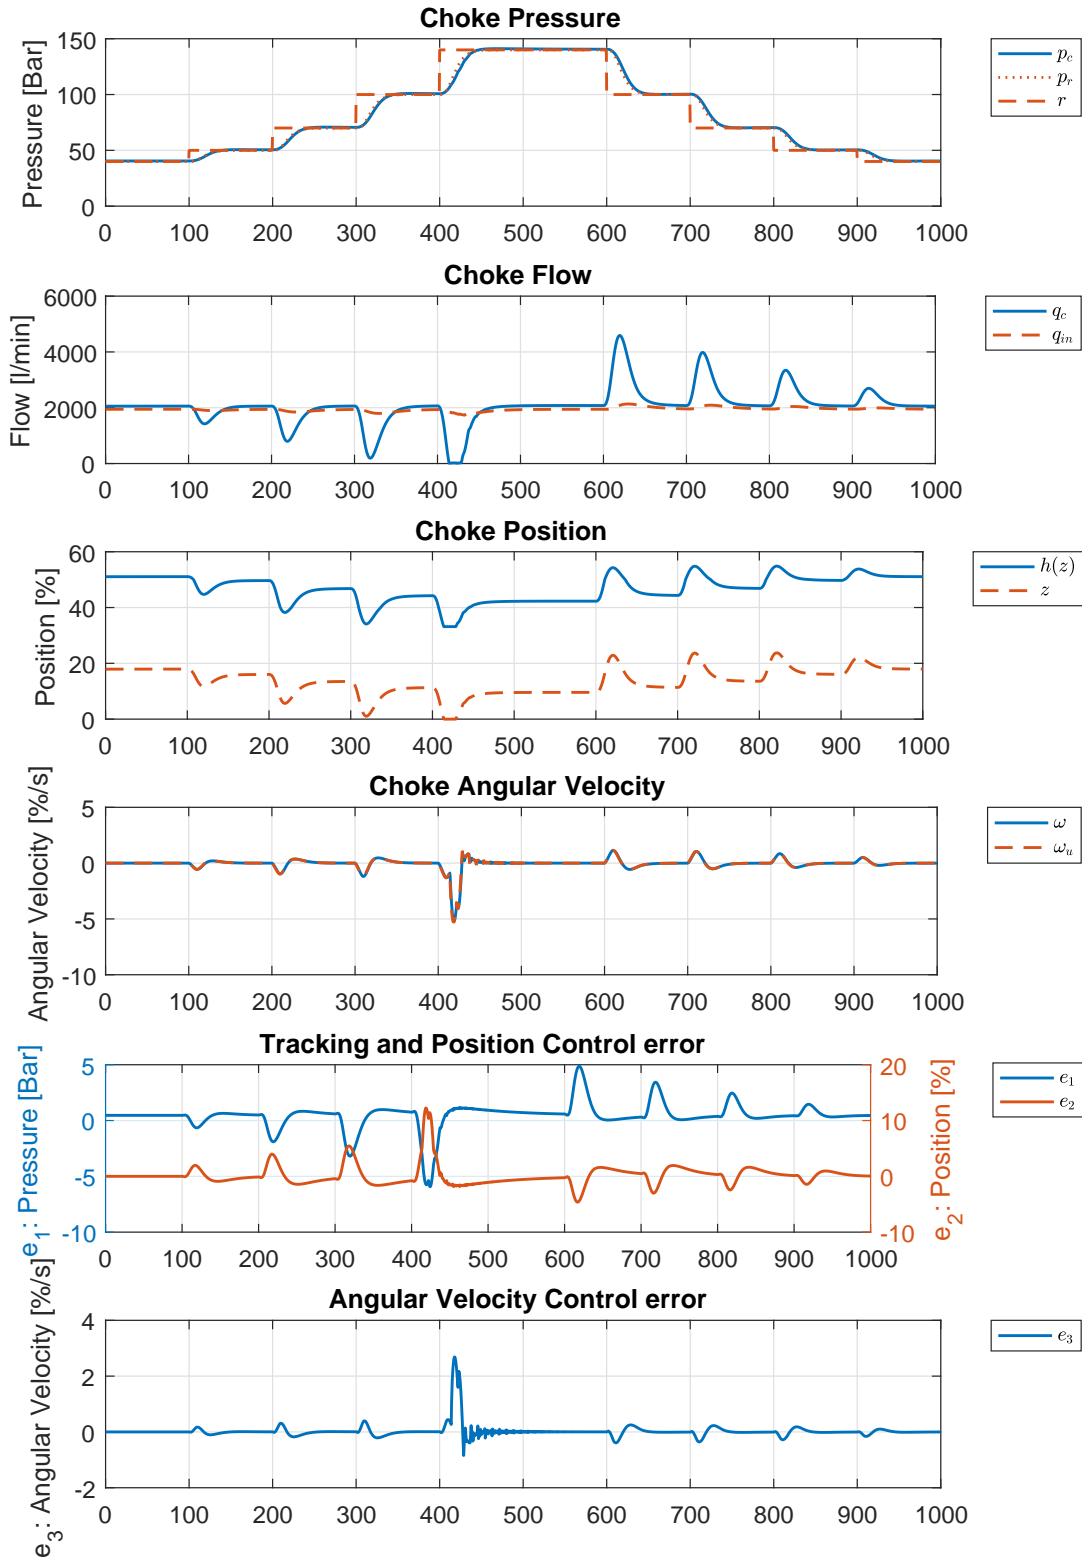 Choke Pressure
Pressure [Bar]
150
100
50
0
0 100 200 300 400 500 600 700 800 900 1000
p_c
p_r
r
Choke Flow
Flow [l/min]
6000
4000
2000
0
0 100 200 300 400 500 600 700 800 900 1000
q_c
q_in
Choke Position
Position [%]
60
40
20
0
0 100 200 300 400 500 600 700 800 900 1000
h(z)
z
Choke Angular Velocity
Angular Velocity [%/s]
5
0
-5
-10
0 100 200 300 400 500 600 700 800 900 1000
ω
ω_u
Tracking and Position Control error
e_1: Pressure [Bar]
5
0
-5
-10
20
10
0
-10
e_2: Position [%]
0 100 200 300 400 500 600 700 800 900 1000
e_1
e_2
Angular Velocity Control error
e_3: Angular Velocity [%/s]
4
2
0
-2
0 100 200 300 400 500 600 700 800 900 1000
e_3